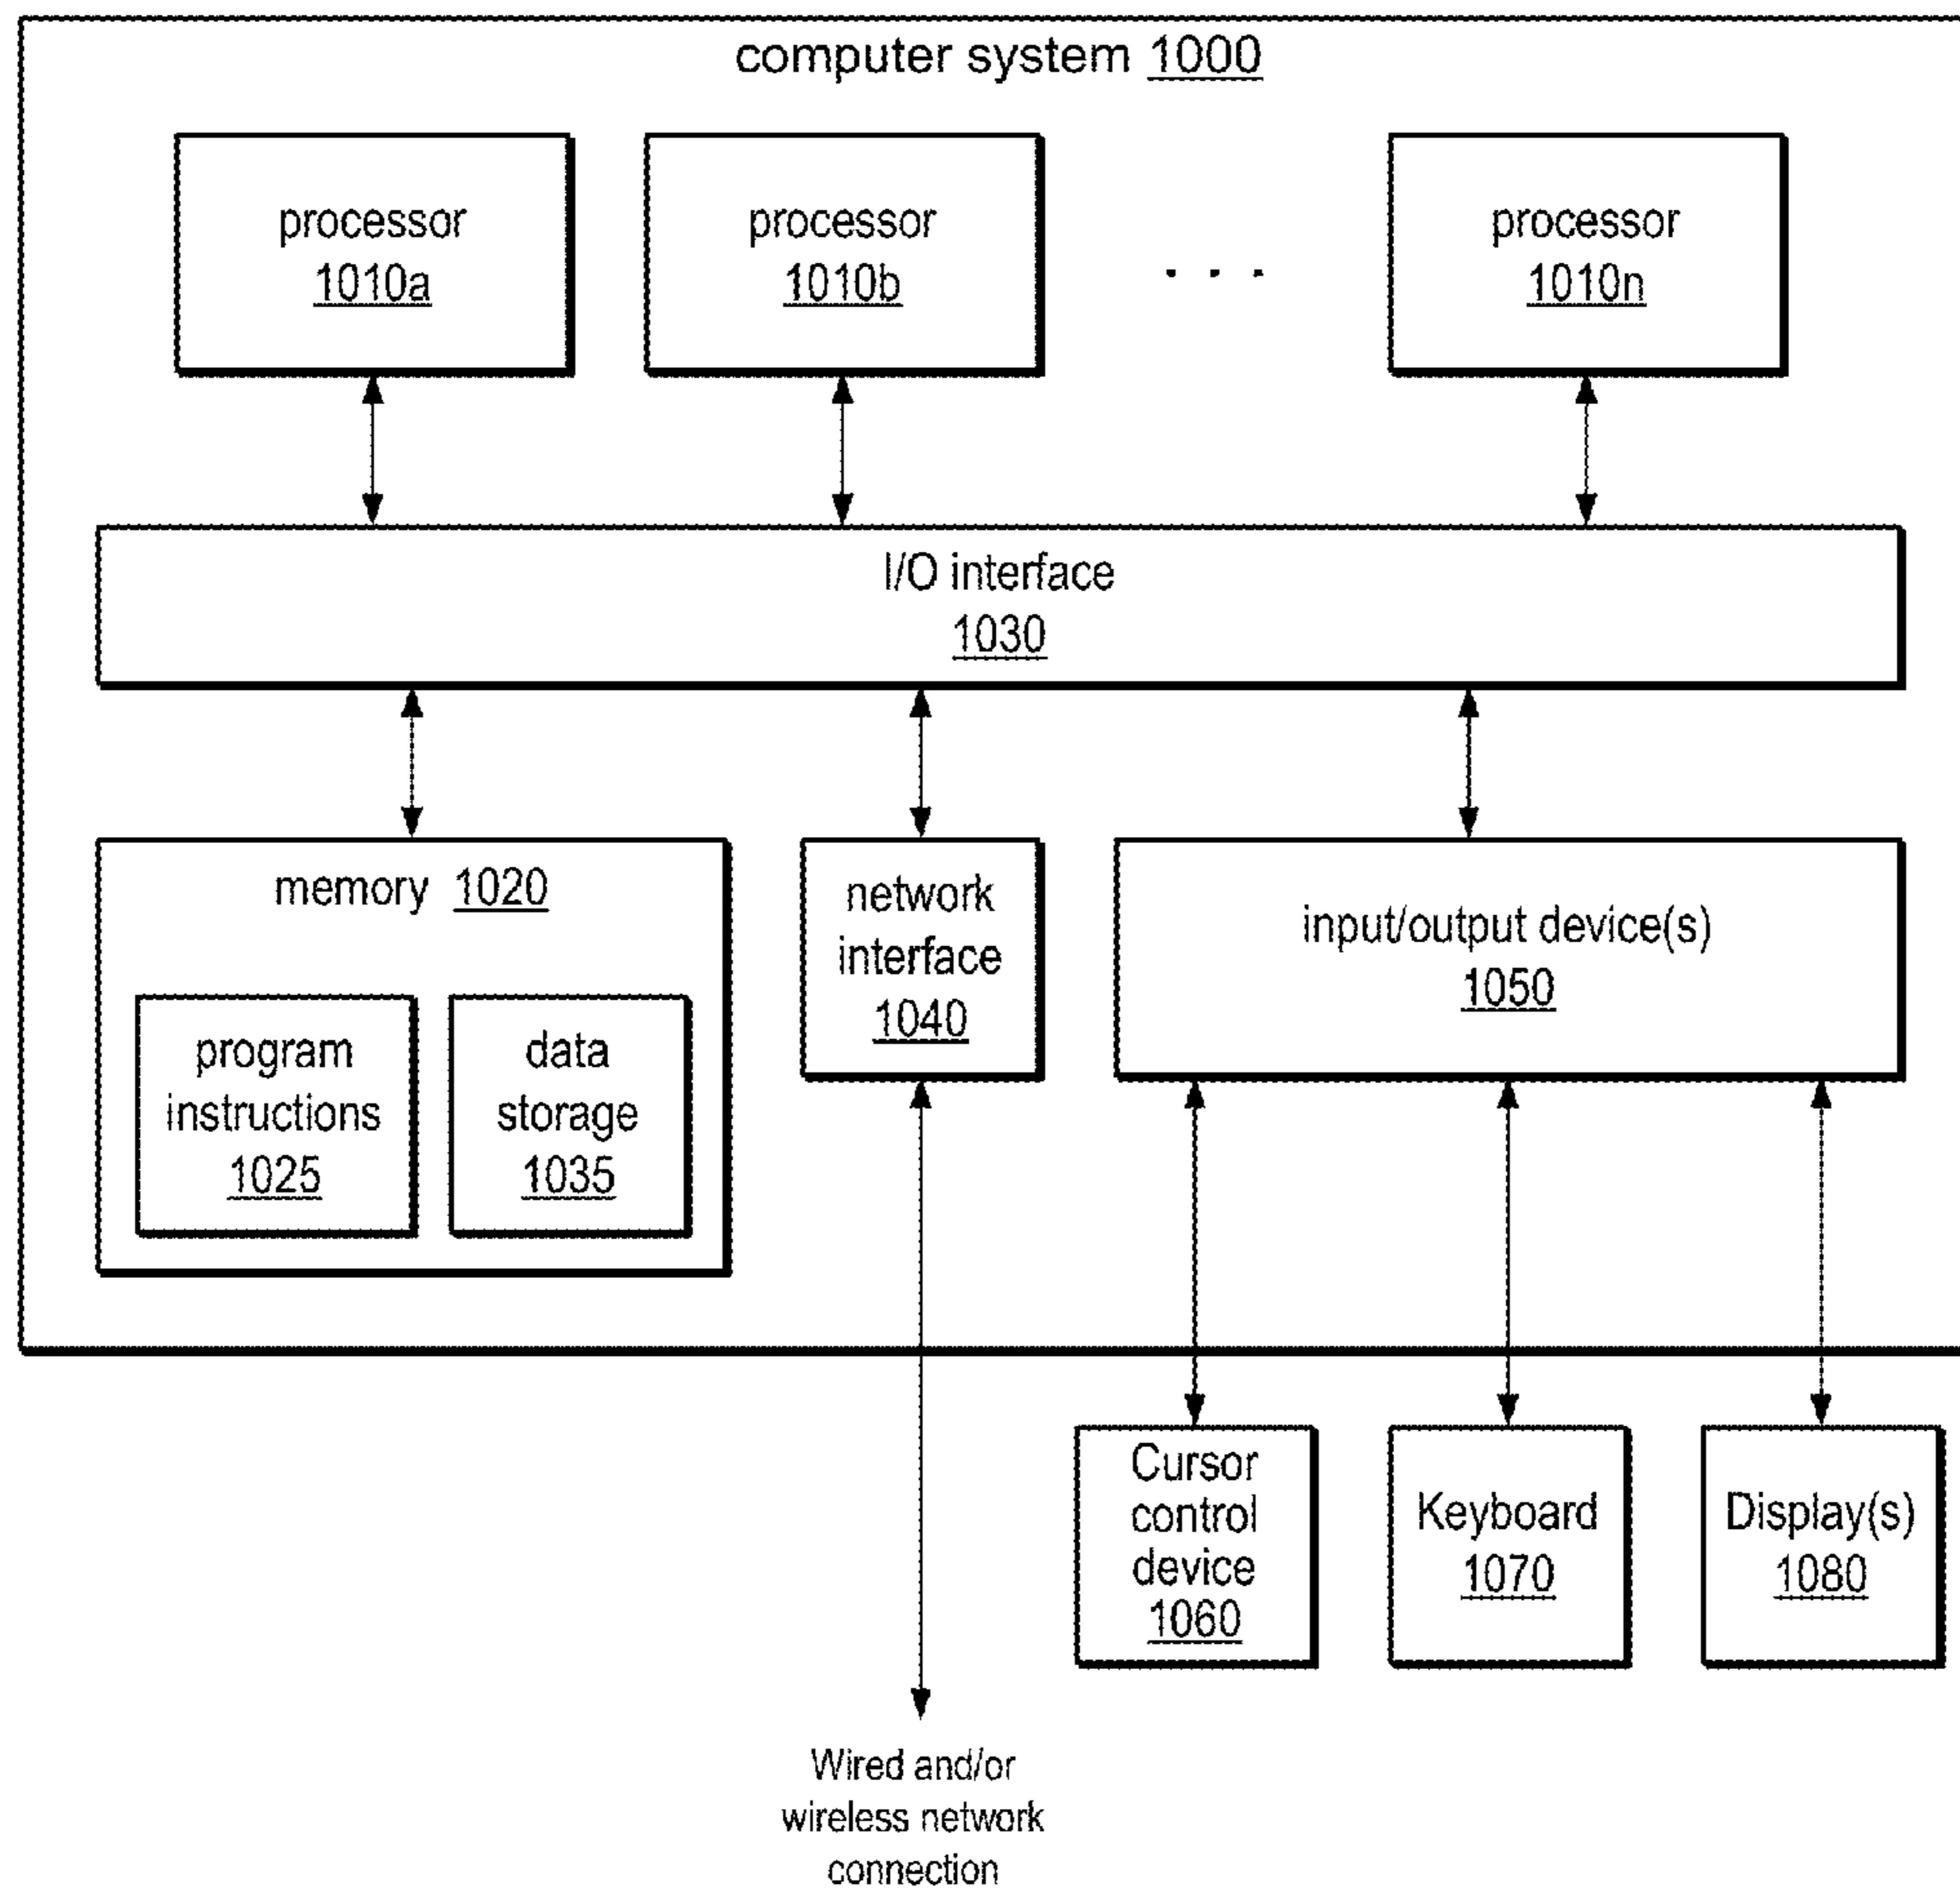 computer system 1000
processor
1010a
processor
1010b
. . .
processor
1010n
I/O interface
1030
memory 1020
program
instructions
1025
data
storage
1035
network
interface
1040
input/output device(s)
1050
Cursor
control
device
1060
Keyboard
1070
Display(s)
1080
Wired and/or
wireless network
connection